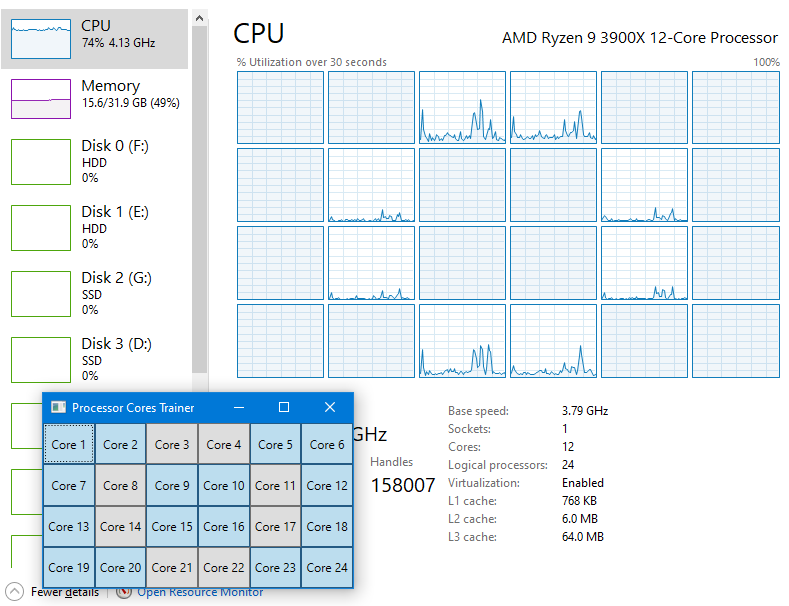 CPU
74% 4.13 GHz
Memory
15.6/31.9 GB (49%)
Disk 0 (F:)
HDD
0%
Disk 1 (E:)
HDD
0%
Disk 2 (G:)
SSD
0%
Disk 3 (D:)
SSD
0%
CPU
AMD Ryzen 9 3900X 12-Core Processor
% Utilization over 30 seconds
100%
Processor Cores Trainer
Core 1 Core 2 Core 3 Core 4 Core 5 Core 6
Core 7 Core 8 Core 9 Core 10 Core 11 Core 12
Core 13 Core 14 Core 15 Core 16 Core 17 Core 18
Core 19 Core 20 Core 21 Core 22 Core 23 Core 24
GHz
Handles
158007
Base speed: 3.79 GHz
Sockets: 1
Cores: 12
Logical processors: 24
Virtualization: Enabled
L1 cache: 768 KB
L2 cache: 6.0 MB
L3 cache: 64.0 MB
Fewer details
Open Resource Monitor